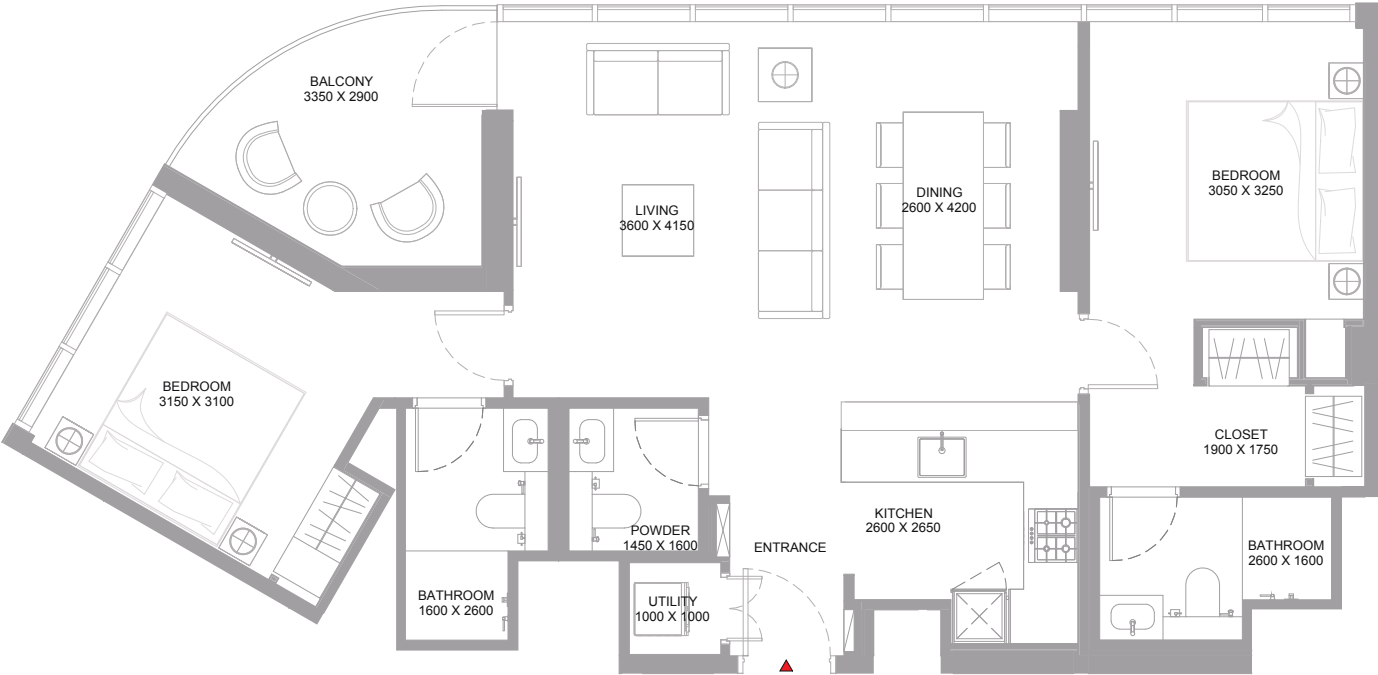 BALCONY
3350 X 2900
LIVING
3600 X 4150
DINING
2600 X 4200
BEDROOM
3050 X 3250
BEDROOM
3150 X 3100
CLOSET
1900 X 1750
KITCHEN
2600 X 2650
POWDER
1450 X 1600
ENTRANCE
BATHROOM
2600 X 1600
BATHROOM
1600 X 2600
UTILITY
1000 X 1000